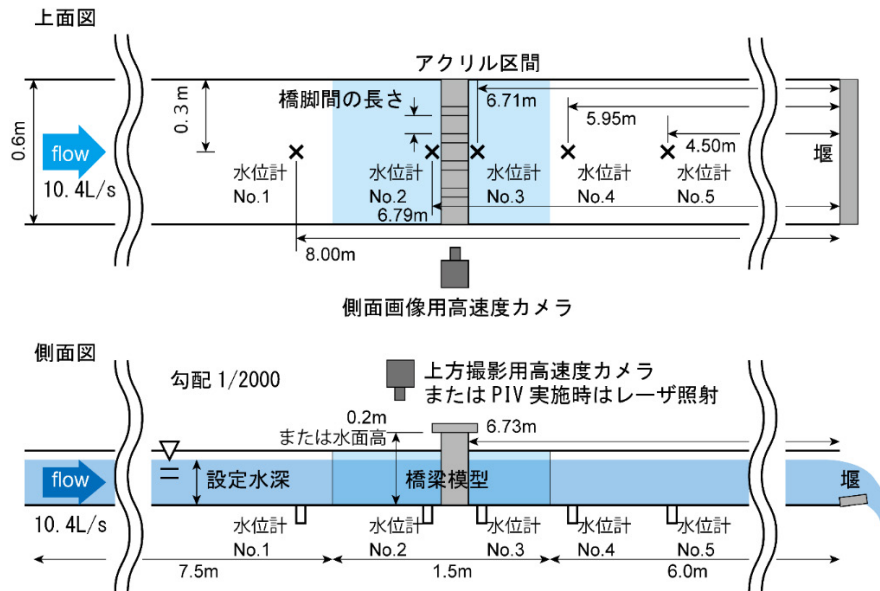 上面図
アクリル区間
橋脚間の長さ
6.71m
0.3m
5.95m
0.6m
4.50m
flow
堰
10.4L/s
水位計
No.1
水位計
No.2
水位計
No.3
水位計
No.4
水位計
No.5
6.79m
8.00m
側面画像用高速度カメラ
側面図
勾配 1/2000
上方撮影用高速度カメラ
または PIV 実施時はレーザ照射
0.2m
または水面高
6.73m
flow
設定水深
橋梁模型
堰
10.4L/s
水位計
No.1
水位計
No.2
水位計
No.3
水位計
No.4
水位計
No.5
7.5m
1.5m
6.0m